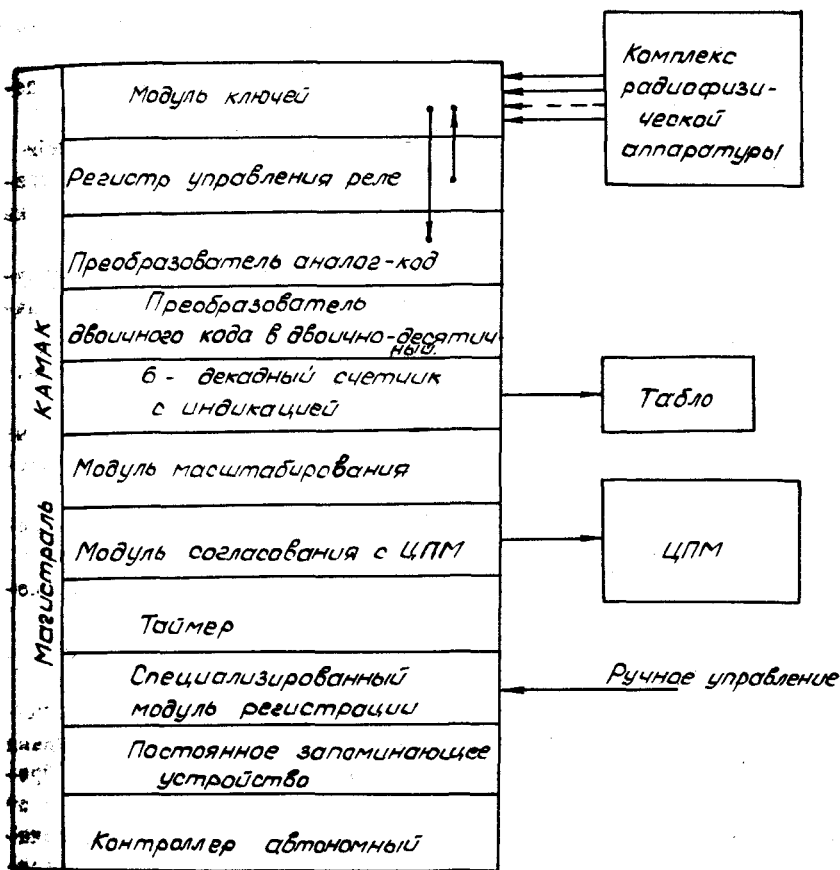 Комплекс
радиофизи-
ческой
аппаратуры
Модуль ключей
Регистр управления реле
Преобразователь аналог-код
Преобразователь
двоичного кода в двоично-десятич-
ный.
6 - декадный счетчик
с индикацией
Табло
Модуль масштабирования
Модуль согласования с ЦПМ
ЦПМ
Таймер
Специализированный
модуль регистрации
Ручное управление
Постоянное запоминающее
устройство
Контроллер автономный
Магистраль КАМАК